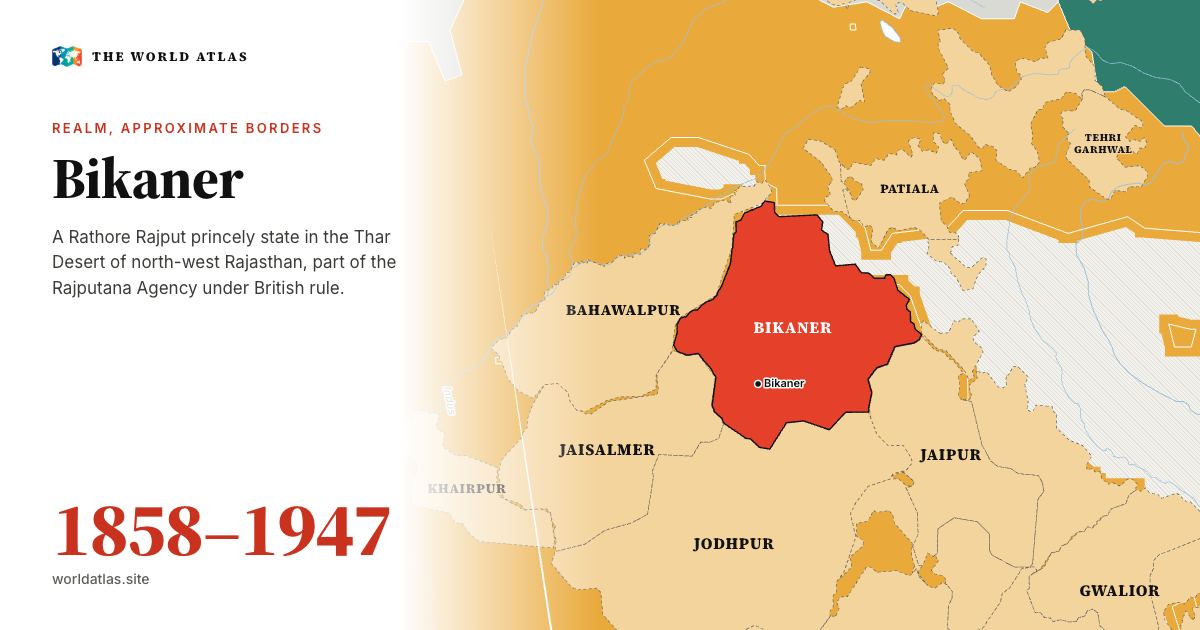 THE WORLD ATLAS
REALM, APPROXIMATE BORDERS
Bikaner
A Rathore Rajput princely state in the Thar
Desert of north-west Rajasthan, part of the
Rajputana Agency under British rule.
1858–1947
worldatlas.site
TEHRI
GARHWAL
PATIALA
BAHAWALPUR
BIKANER
Bikaner
Indus
JAISALMER
JAIPUR
KHAIRPUR
JODHPUR
GWALIOR